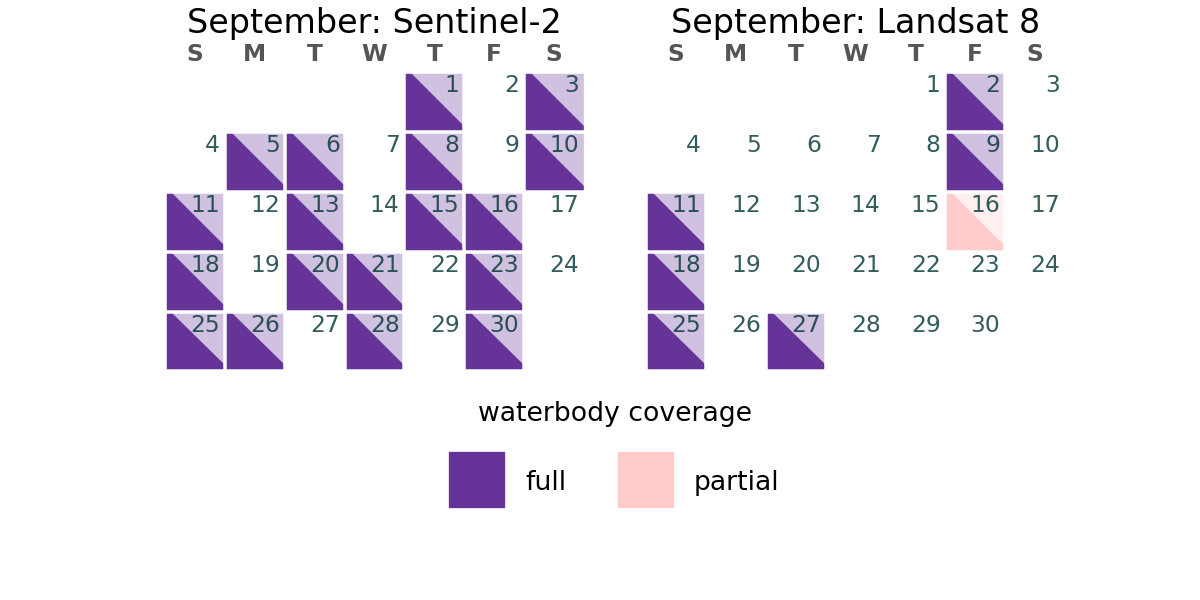 September: Sentinel-2
S M T W T F S
1 2 3
4 5 6 7 8 9 10
11 12 13 14 15 16 17
18 19 20 21 22 23 24
25 26 27 28 29 30
September: Landsat 8
S M T W T F S
1 2 3
4 5 6 7 8 9 10
11 12 13 14 15 16 17
18 19 20 21 22 23 24
25 26 27 28 29 30
waterbody coverage
full partial